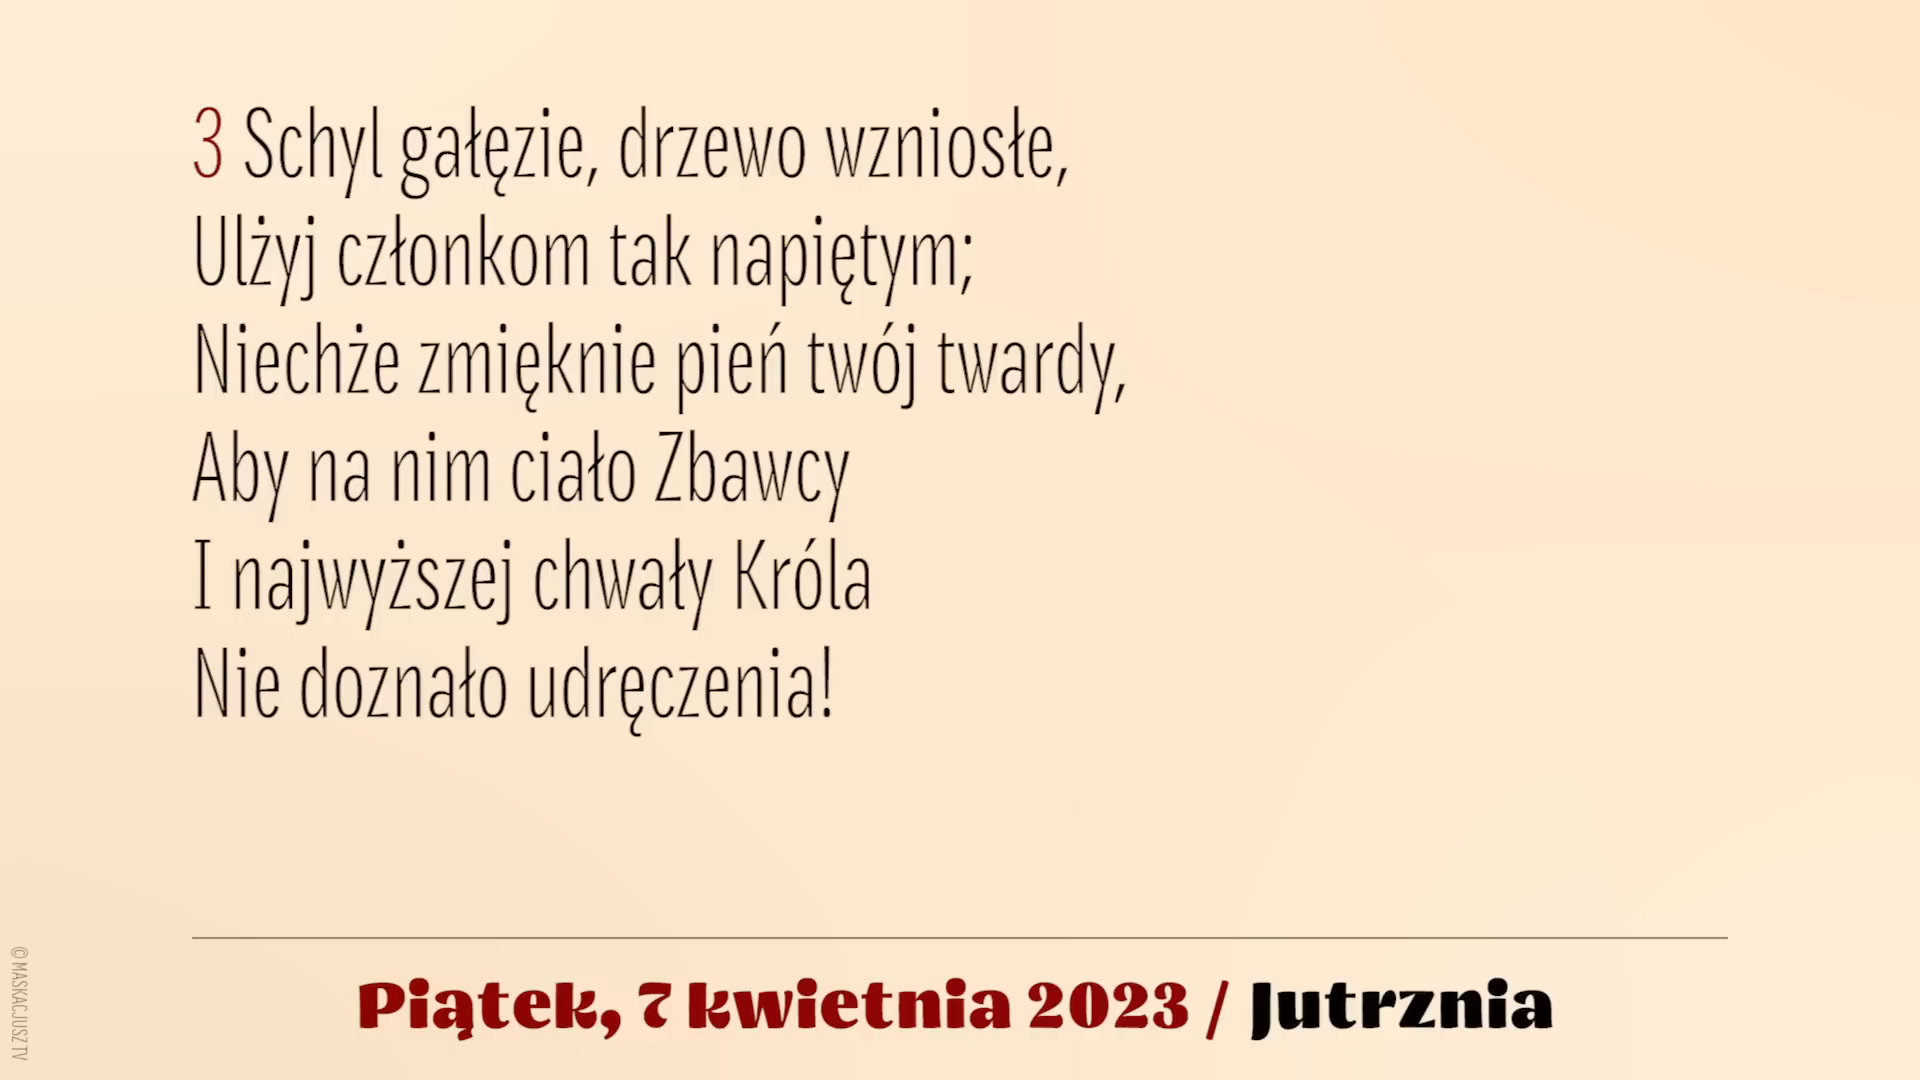 3 Schyl gałęzie, drzewo wzniosłe,
Ulżyj członkom tak napiętym;
Niechże zmięknie pień twój twardy,
Aby na nim ciało Zbawcy
I najwyższej chwały Króla
Nie doznało udręczenia!
Piątek, 7 kwietnia 2023 / Jutrznia
© MASKACJUSZ TV